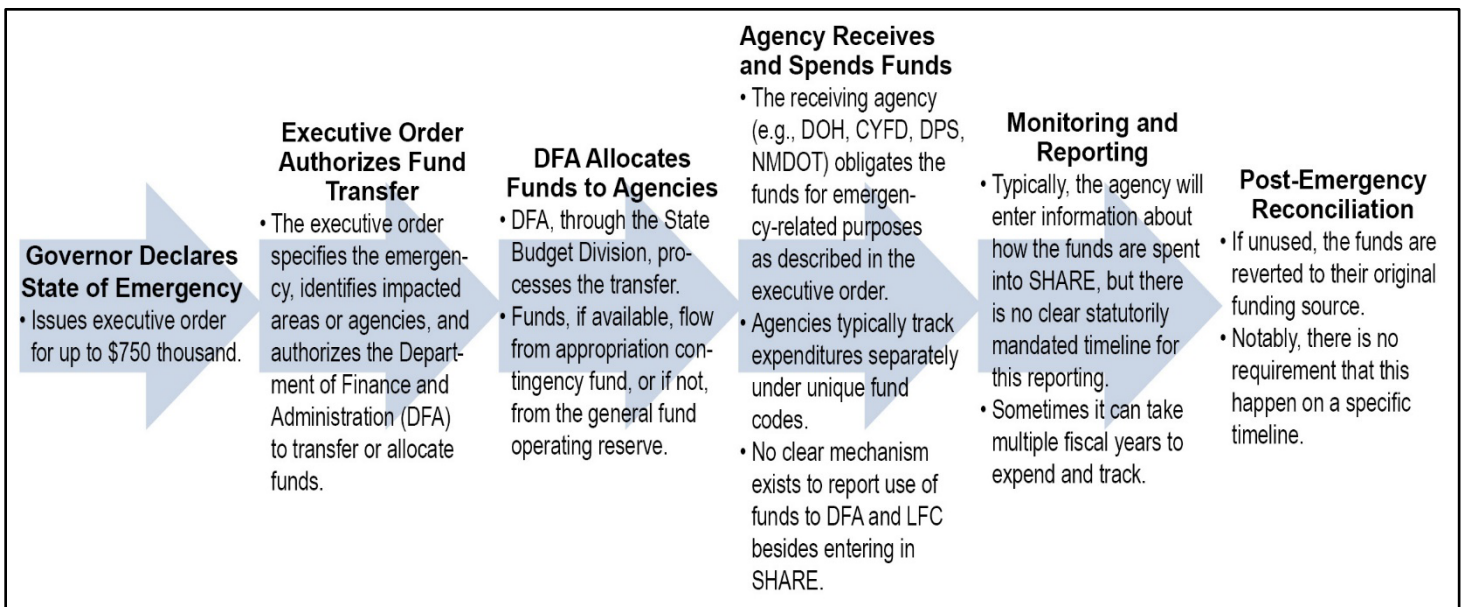 Governor Declares
State of Emergency
• Issues executive order
for up to $750 thousand.
Executive Order
Authorizes Fund
Transfer
• The executive order
specifies the emergen-
cy, identifies impacted
areas or agencies, and
authorizes the Depart-
ment of Finance and
Administration (DFA)
to transfer or allocate
funds.
DFA Allocates
Funds to Agencies
• DFA, through the State
Budget Division, pro-
cesses the transfer.
• Funds, if available, flow
from appropriation con-
tingency fund, or if not,
from the general fund
operating reserve.
Agency Receives
and Spends Funds
• The receiving agency
(e.g., DOH, CYFD, DPS,
NMDOT) obligates the
funds for emergen-
cy-related purposes
as described in the
executive order.
• Agencies typically track
expenditures separately
under unique fund
codes.
• No clear mechanism
exists to report use of
funds to DFA and LFC
besides entering in
SHARE.
Monitoring and
Reporting
• Typically, the agency will
enter information about
how the funds are spent
into SHARE, but there
is no clear statutorily
mandated timeline for
this reporting.
• Sometimes it can take
multiple fiscal years to
expend and track.
Post-Emergency
Reconciliation
• If unused, the funds are
reverted to their original
funding source.
• Notably, there is no
requirement that this
happen on a specific
timeline.